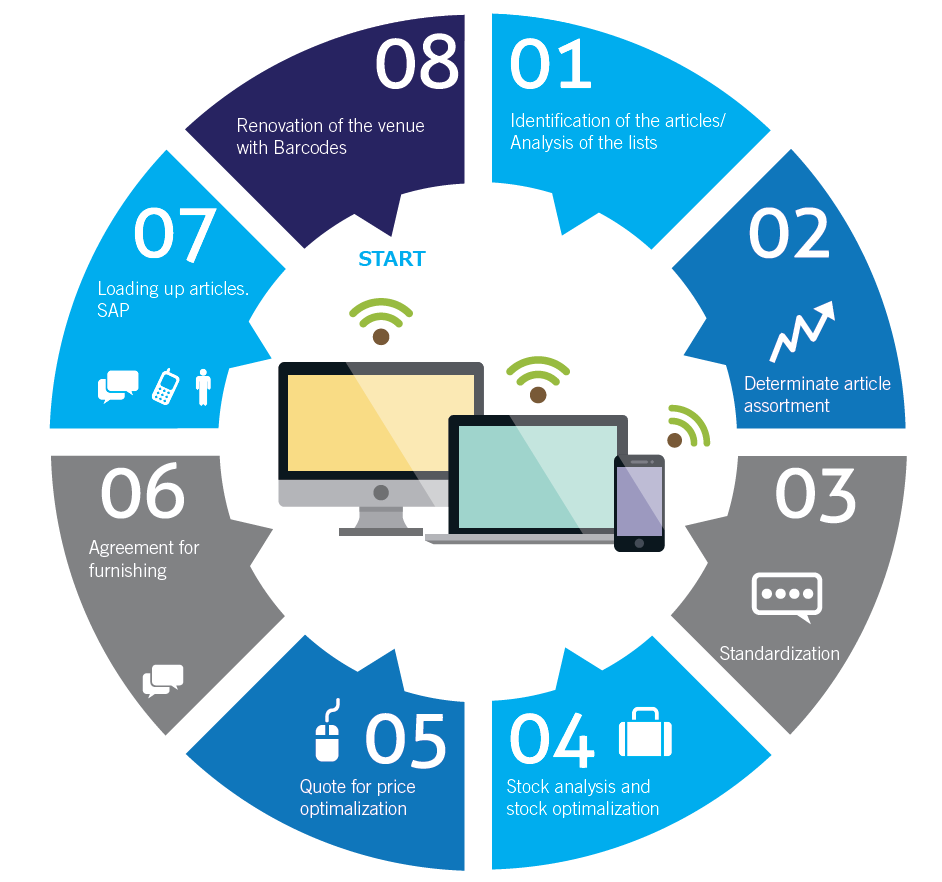 08
Renovation of the venue
with Barcodes
01
Identification of the articles/
Analysis of the lists
02
Determinate article
assortment
03
Standardization
04
Stock analysis and
stock optimalization
05
Quote for price
optimalization
06
Agreement for
furnishing
07
Loading up articles.
SAP
START